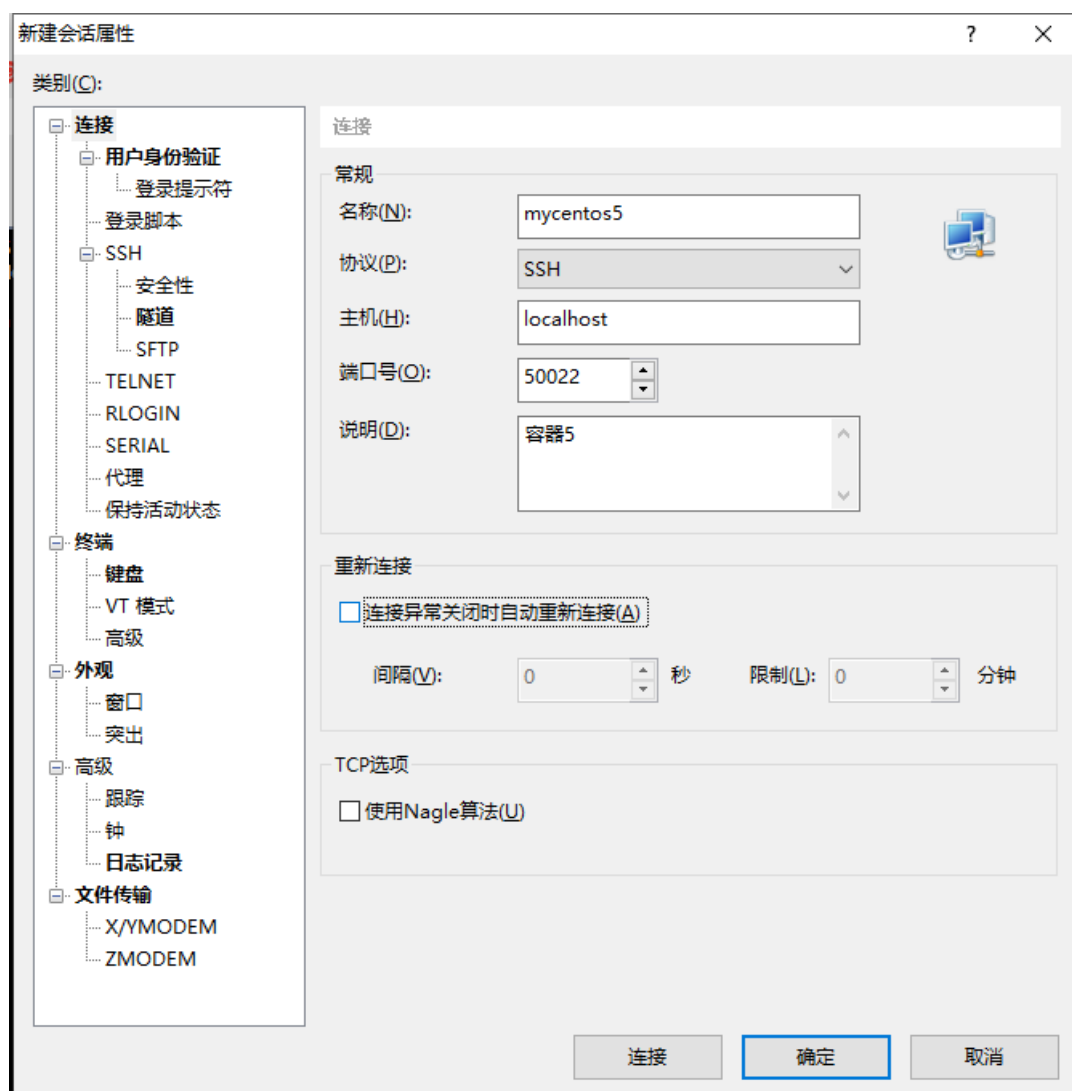 新建会话属性 ?
类别(C):
连接
用户身份验证
登录提示符
登录脚本
SSH
安全性
隧道
SFTP
TELNET
RLOGIN
SERIAL
代理
保持活动状态
终端
键盘
VT 模式
高级
外观
窗口
突出
高级
跟踪
钟
日志记录
文件传输
X/YMODEM
ZMODEM
连接
常规
名称(N): mycentos5
协议(P): SSH
主机(H): localhost
端口号(O): 50022
说明(D): 容器5
重新连接
连接异常关闭时自动重新连接(A)
间隔(V): 0 秒 限制(L): 0 分钟
TCP选项
使用Nagle算法(U)
连接 确定 取消